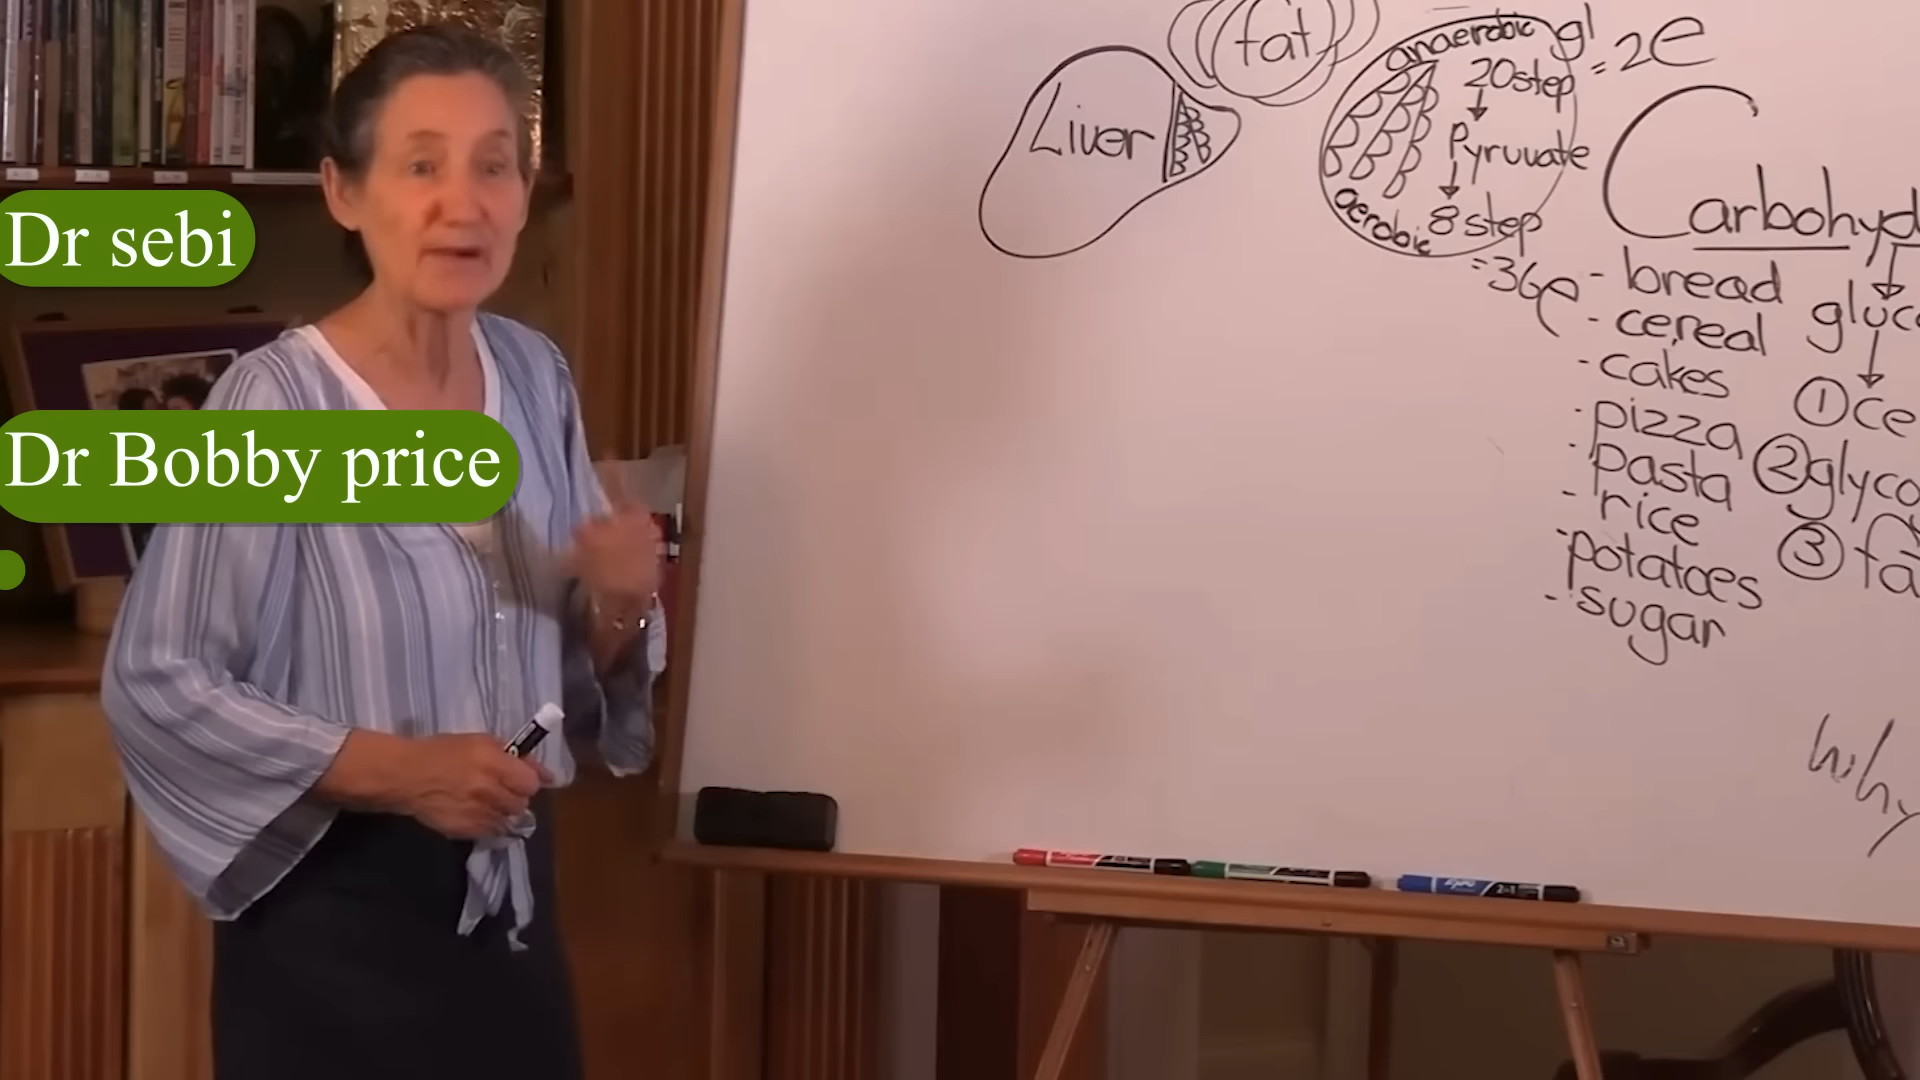 Dr sebi
Dr Bobby price
Liver
fat
anaerobic gl
20step = 2e
Pyruvate
aerobic 8 step
= 36e
Carbohyd
- bread
- cereal
- cakes
- pizza
- pasta
- rice
- potatoes
- sugar
gluc
① ce
② glyco
③ fa
Why